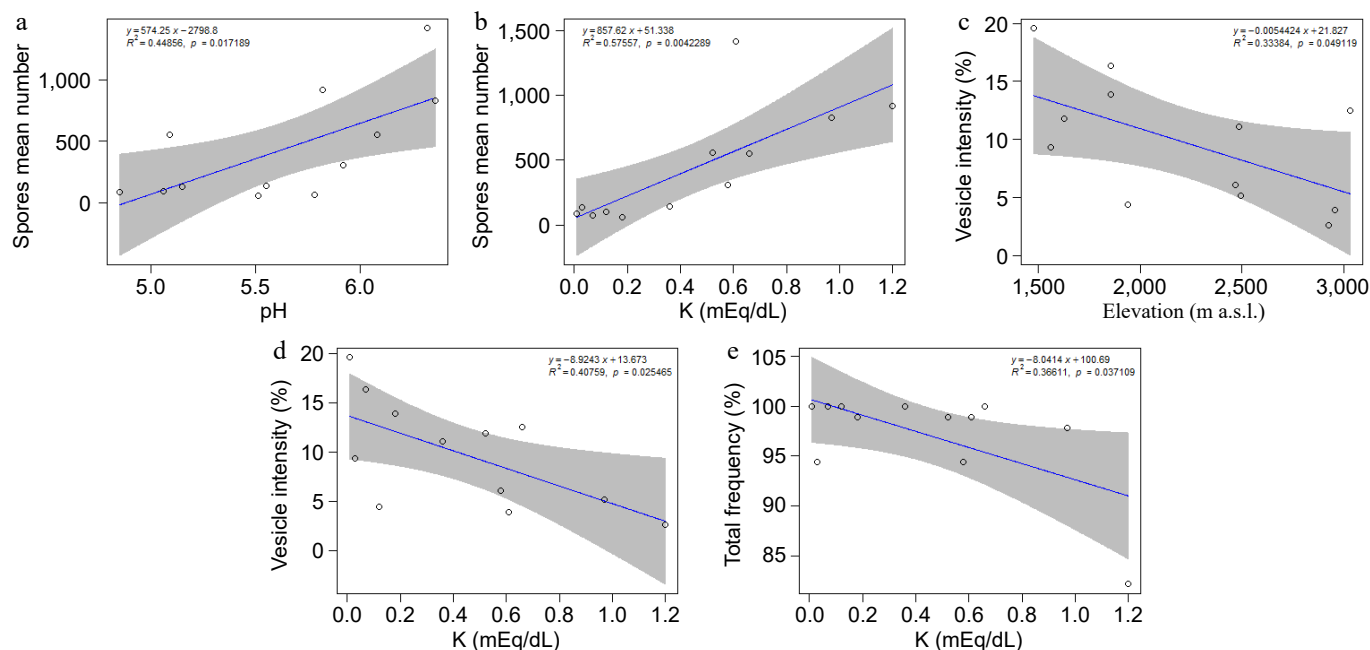 a
y=574.25 x−2798.8
R²=0.44856, p = 0.017189
Spores mean number
1,000
500
0
5.0 5.5 6.0
pH
b
y=857.62 x+51.338
R²=0.57557, p = 0.0042289
Spores mean number
1,500
1,000
500
0
0.0 0.2 0.4 0.6 0.8 1.0 1.2
K (mEq/dL)
c
y=−0.0054424 x+21.827
R²=0.33384, p = 0.049119
Vesicle intensity (%)
20
15
10
5
0
1,500 2,000 2,500 3,000
Elevation (m a.s.l.)
d
y=−8.9243 x+13.673
R²=0.40759, p = 0.025465
Vesicle intensity (%)
20
15
10
5
0
0.0 0.2 0.4 0.6 0.8 1.0 1.2
K (mEq/dL)
e
y=−8.0414 x+100.69
R²=0.36611, p = 0.037109
Total frequency (%)
105
100
95
90
85
0.0 0.2 0.4 0.6 0.8 1.0 1.2
K (mEq/dL)